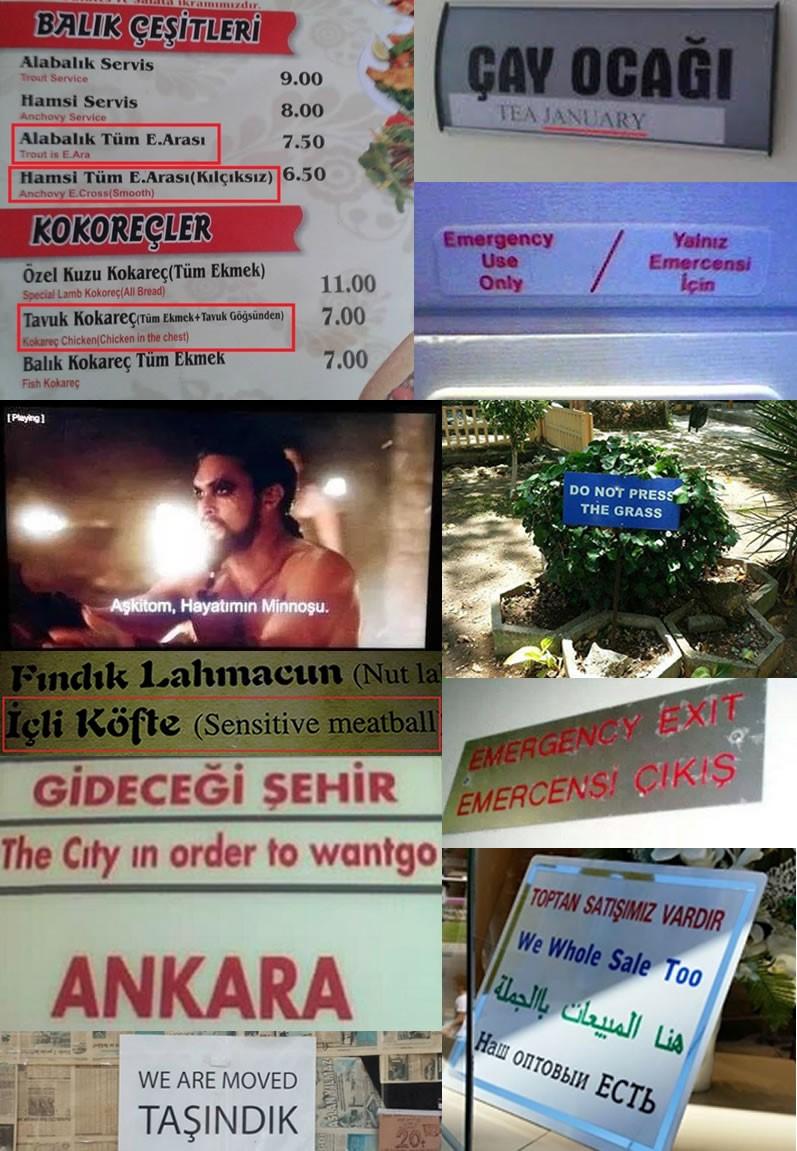 BALIK ÇEŞİTLERİ
Alabalık Servis
Trout Service
9.00
Hamsi Servis
Anchovy Service
8.00
Alabalık Tüm E.Arası
Trout is E.Ara
7.50
Hamsi Tüm E.Arası(Kılçıksız)
Anchovy E.Cross(Smooth)
6.50
KOKOREÇLER
Özel Kuzu Kokareç(Tüm Ekmek)
Special Lamb Kokoreç(All Bread)
11.00
Tavuk Kokareç(Tüm Ekmek+Tavuk Göğsünden)
Kokareç Chicken(Chicken in the chest)
7.00
Balık Kokareç Tüm Ekmek
Fish Kokareç
7.00
ÇAY OCAĞI
TEA JANUARY
Emergency
Use
Only
/
Yalnız
Emercensi
İçin
[ Playing ]
Aşkitom, Hayatımın Minnoşu.
DO NOT PRESS
THE GRASS
Fındık Lahmacun (Nut la
İçli Köfte (Sensitive meatball)
EMERGENCY EXIT
EMERCENSİ ÇIKIŞ
GİDECEĞİ ŞEHİR
The City ın order to wantgo
ANKARA
TOPTAN SATIŞIMIZ VARDIR
We Whole Sale Too
هنا المبيعات باالجملة
Наш оптовыи ЕСТЬ
WE ARE MOVED
TAŞINDIK
20